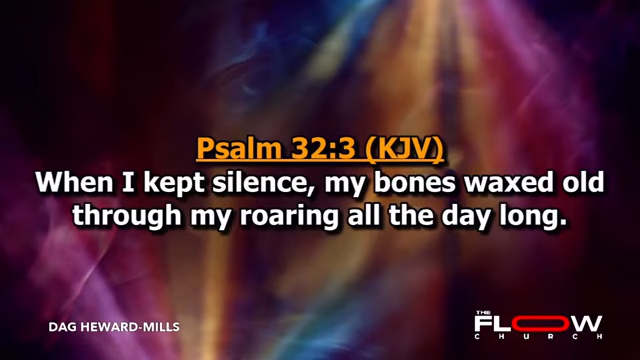 Psalm 32:3 (KJV)
When I kept silence, my bones waxed old
through my roaring all the day long.
DAG HEWARD-MILLS
THE
FLOW
CHURCH